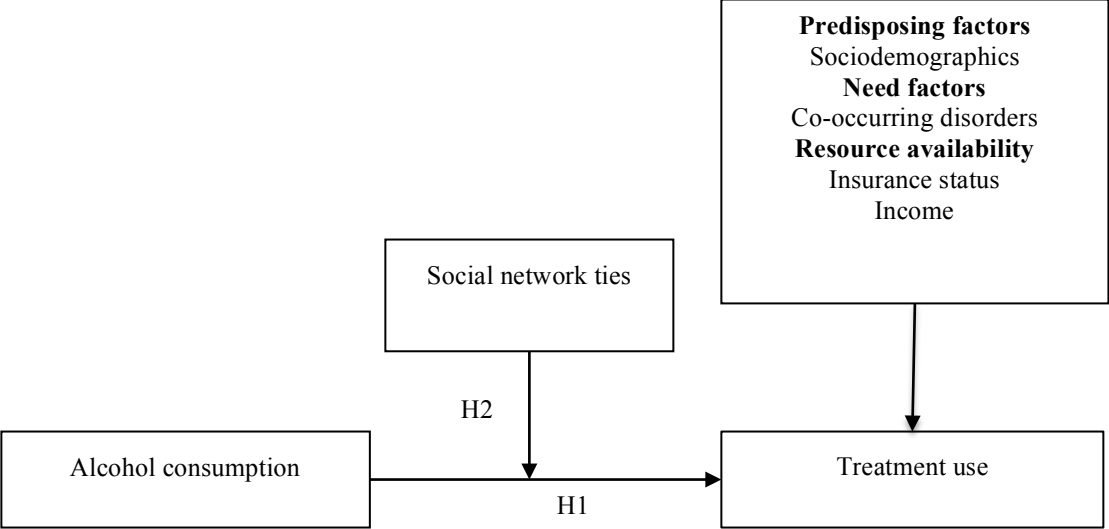 Predisposing factors
Sociodemographics
Need factors
Co-occurring disorders
Resource availability
Insurance status
Income
Social network ties
H2
Alcohol consumption
Treatment use
H1